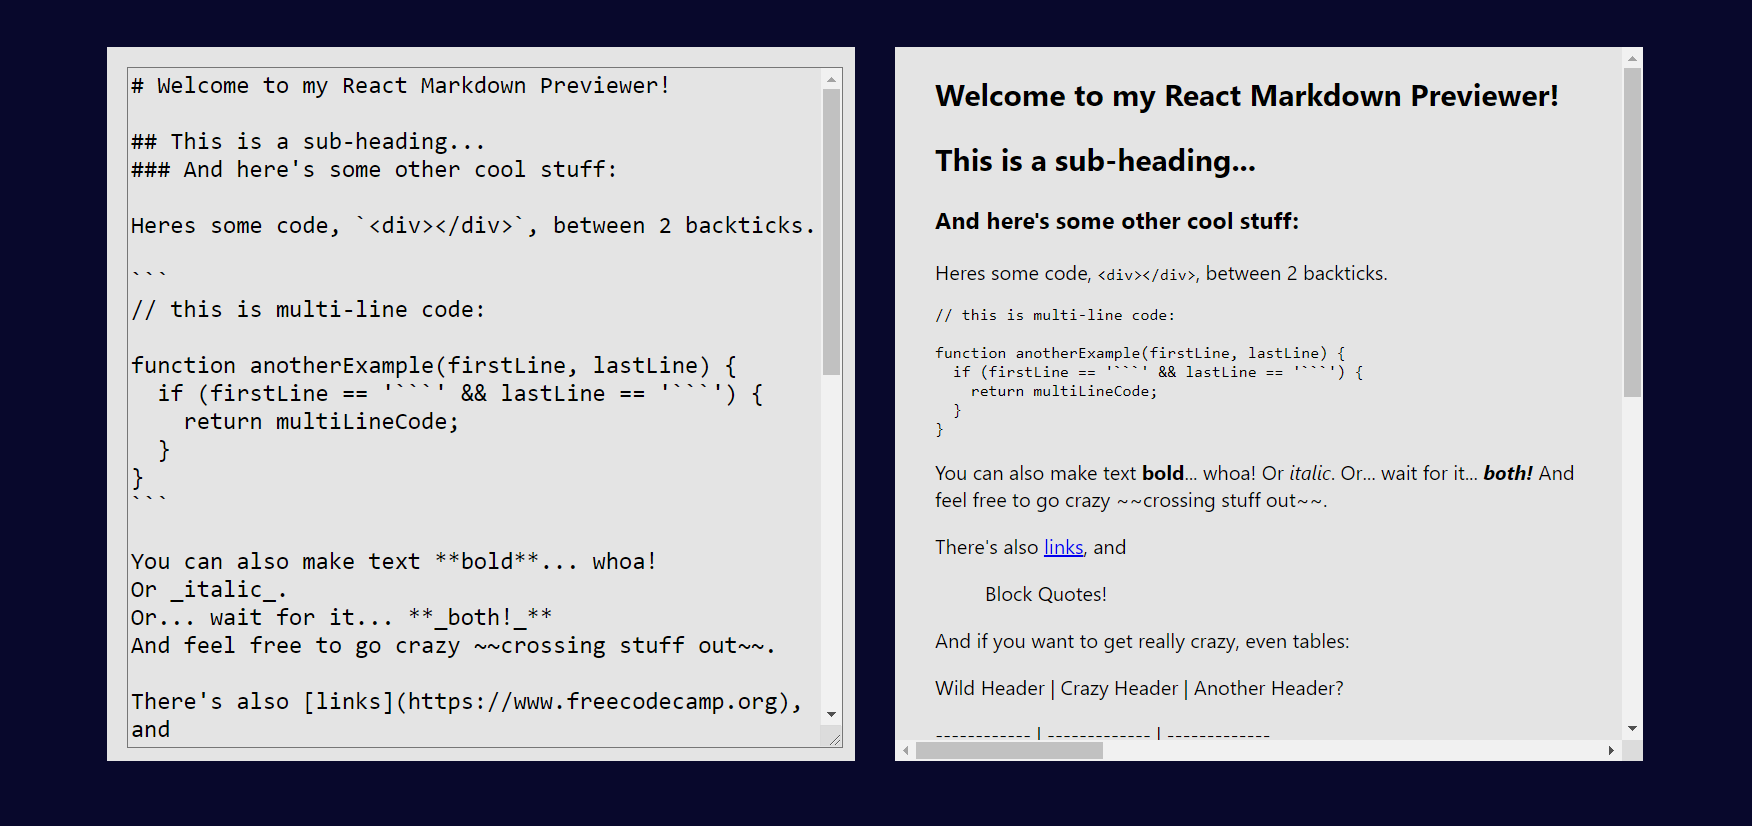 # Welcome to my React Markdown Previewer!

## This is a sub-heading...
### And here's some other cool stuff:

Heres some code, `<div></div>`, between 2 backticks.

```
// this is multi-line code:

function anotherExample(firstLine, lastLine) {
  if (firstLine == '```' && lastLine == '```') {
    return multiLineCode;
  }
}
```

You can also make text **bold**... whoa!
Or _italic_.
Or... wait for it... **_both!_**
And feel free to go crazy ~~crossing stuff out~~.

There's also [links](https://www.freecodecamp.org),
and
Welcome to my React Markdown Previewer!
This is a sub-heading...
And here's some other cool stuff:
Heres some code, <div></div>, between 2 backticks.
// this is multi-line code:

function anotherExample(firstLine, lastLine) {
  if (firstLine == '```' && lastLine == '```') {
    return multiLineCode;
  }
}
You can also make text bold... whoa! Or italic. Or... wait for it... both! And
feel free to go crazy ~~crossing stuff out~~.
There's also links, and
Block Quotes!
And if you want to get really crazy, even tables:
Wild Header | Crazy Header | Another Header?
------------ | ------------- | -------------